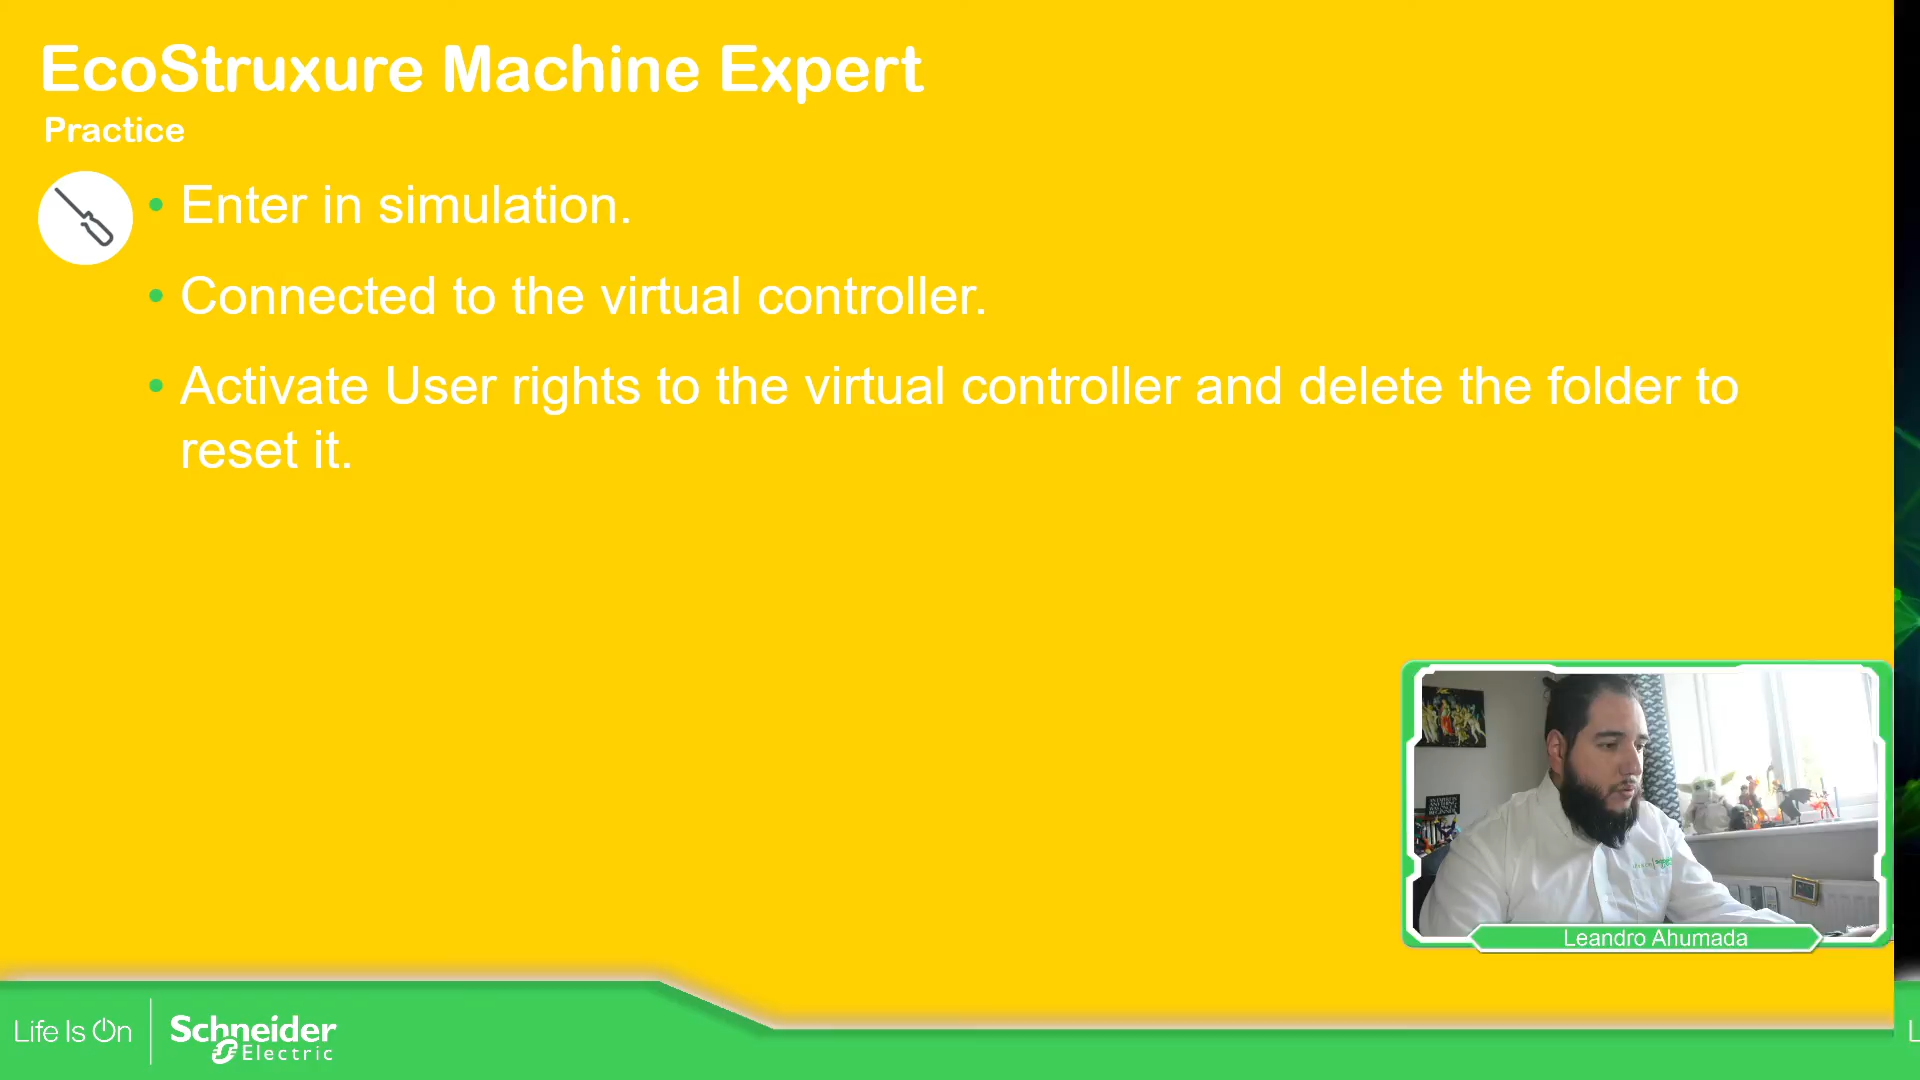 EcoStruxure Machine Expert
Practice
• Enter in simulation.
• Connected to the virtual controller.
• Activate User rights to the virtual controller and delete the folder to
reset it.
Leandro Ahumada
Life Is On
Schneider
Electric
L